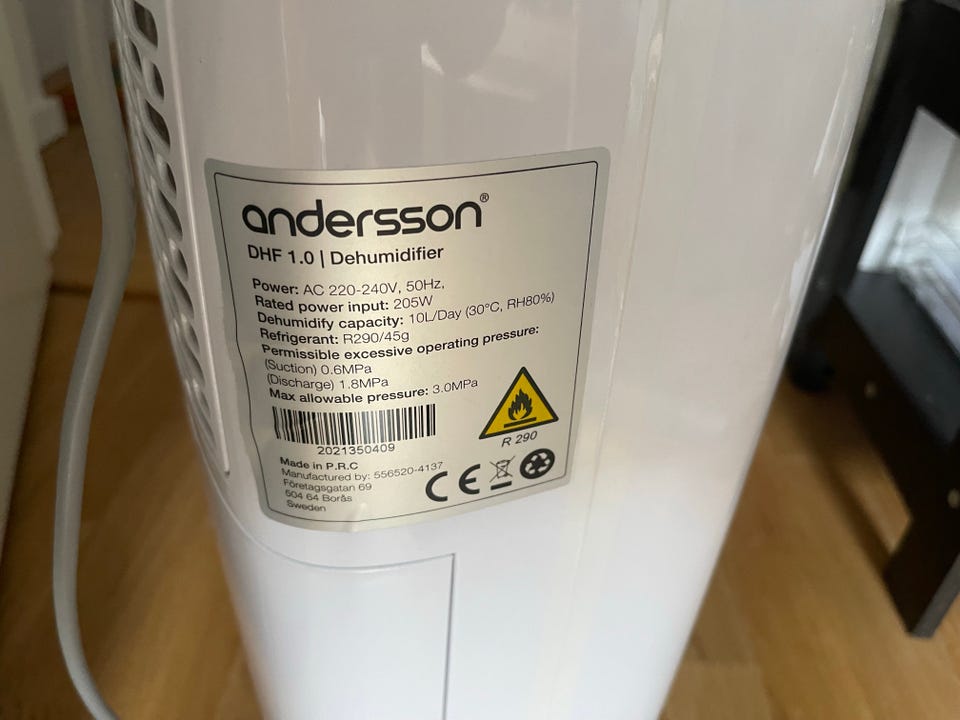 andersson®
DHF 1.0 | Dehumidifier
Power: AC 220-240V, 50Hz,
Rated power input: 205W
Dehumidify capacity: 10L/Day (30°C, RH80%)
Refrigerant: R290/45g
Permissible excessive operating pressure:
(Suction) 0.6MPa
(Discharge) 1.8MPa
Max allowable pressure: 3.0MPa
2021350409
R 290
Made in P.R.C
Manufactured by: 556520-4137
Företagsgatan 69
504 64 Borås
Sweden
CE